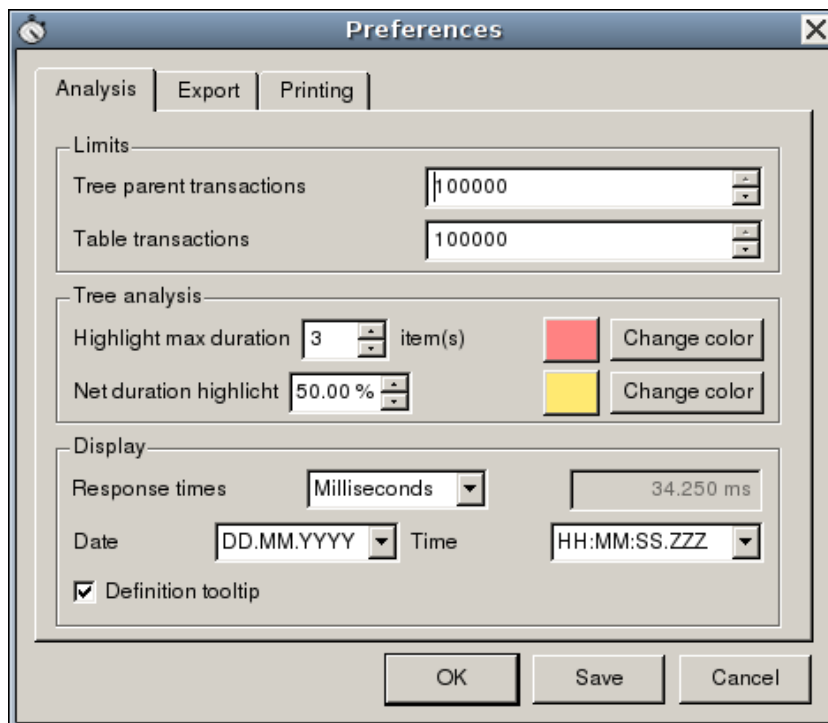 Preferences
Analysis Export Printing
Limits
Tree parent transactions 100000
Table transactions 100000
Tree analysis
Highlight max duration 3 item(s) Change color
Net duration highlicht 50.00 % Change color
Display
Response times Milliseconds 34.250 ms
Date DD.MM.YYYY Time HH:MM:SS.ZZZ
Definition tooltip
OK Save Cancel